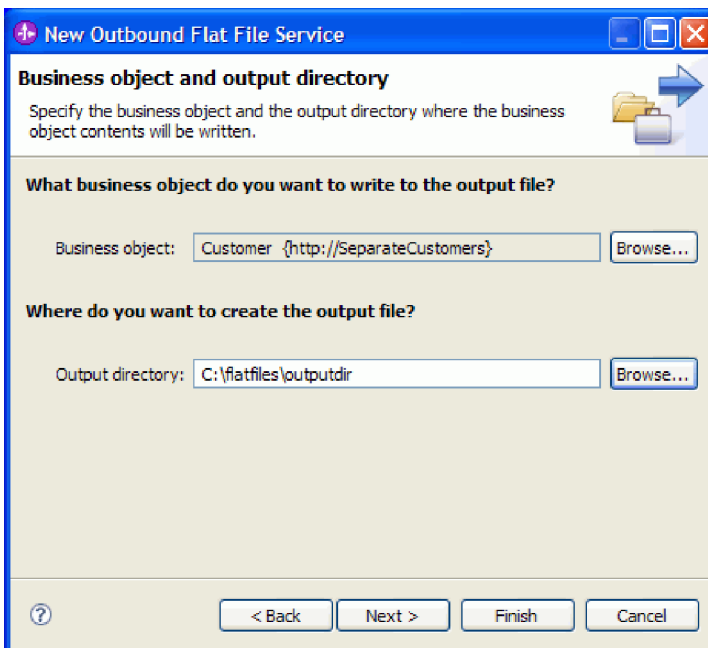 New Outbound Flat File Service
Business object and output directory
Specify the business object and the output directory where the business
object contents will be written.
What business object do you want to write to the output file?
Business object: Customer {http://SeparateCustomers} Browse...
Where do you want to create the output file?
Output directory: C:\flatfiles\outputdir Browse...
? < Back Next > Finish Cancel